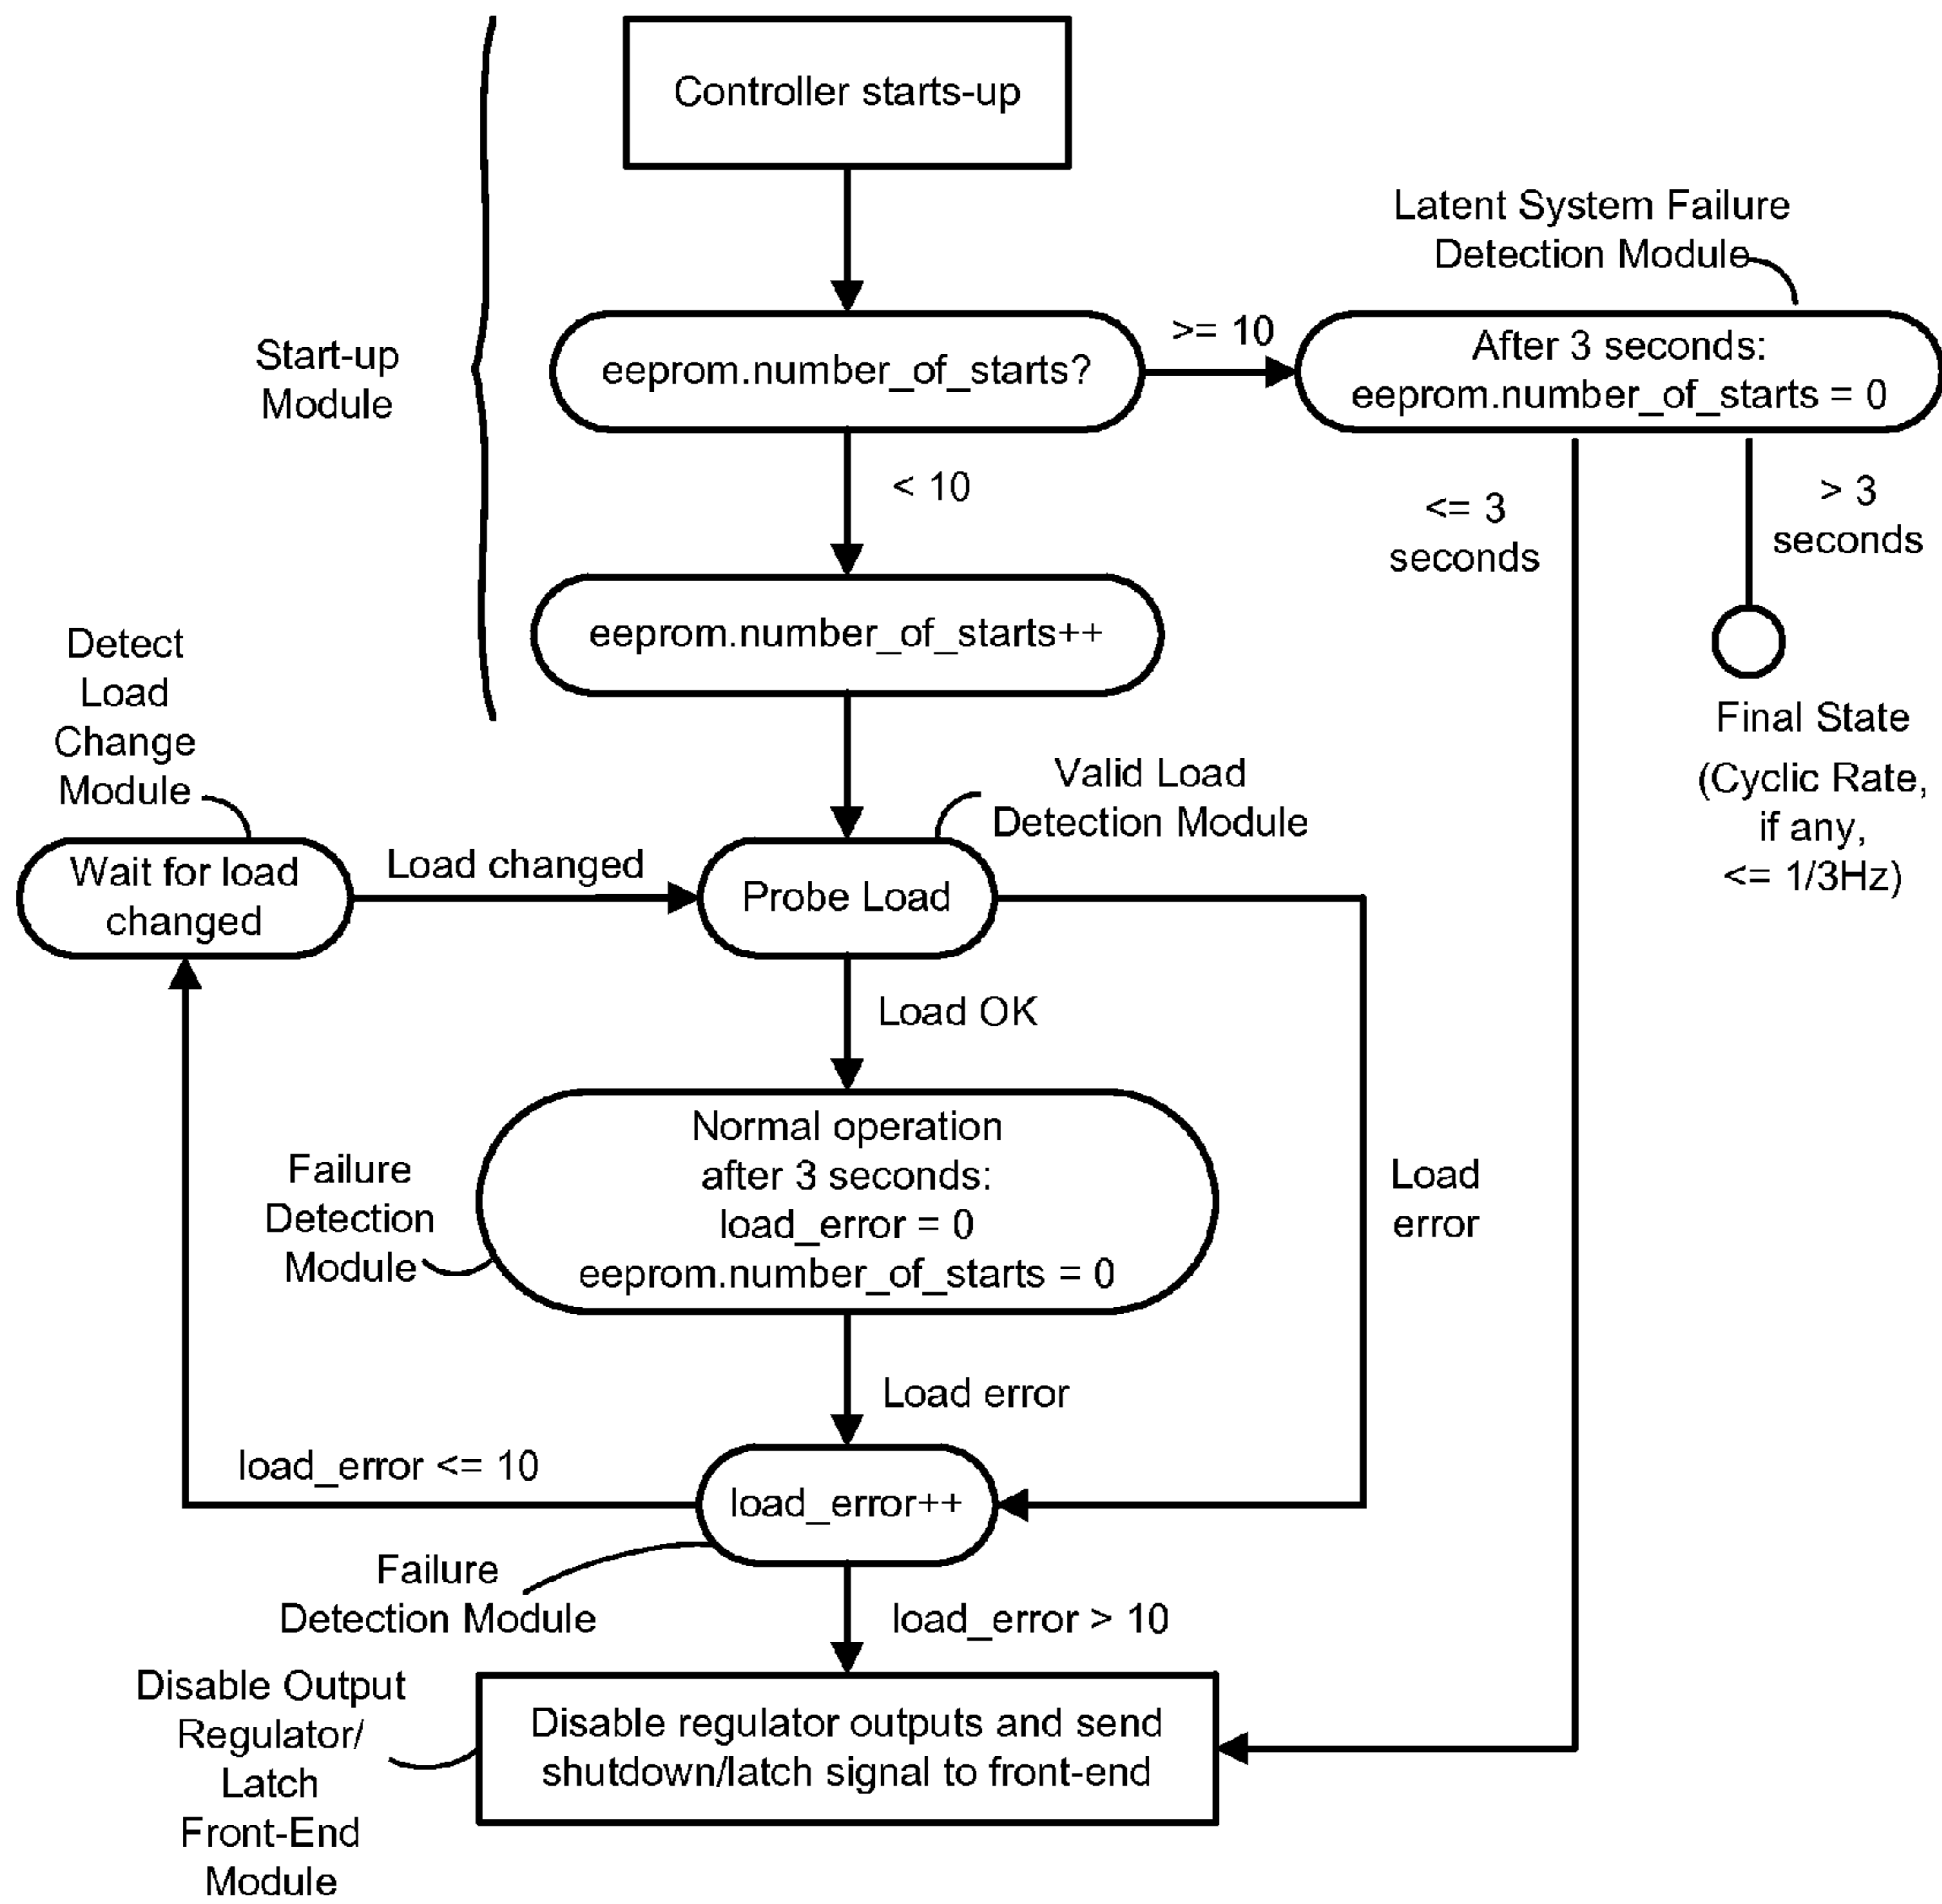 Controller starts-up
Latent System Failure
Detection Module
Start-up
Module
eeprom.number_of_starts?
>= 10
After 3 seconds:
eeprom.number_of_starts = 0
< 10
<= 3
seconds
> 3
seconds
eeprom.number_of_starts++
Final State
(Cyclic Rate,
if any,
<= 1/3Hz)
Detect
Load
Change
Module
Valid Load
Detection Module
Wait for load
changed
Load changed
Probe Load
Load OK
Load
error
Normal operation
after 3 seconds:
load_error = 0
eeprom.number_of_starts = 0
Failure
Detection
Module
Load error
load_error <= 10
load_error++
Failure
Detection Module
load_error > 10
Disable Output
Regulator/
Latch
Front-End
Module
Disable regulator outputs and send
shutdown/latch signal to front-end